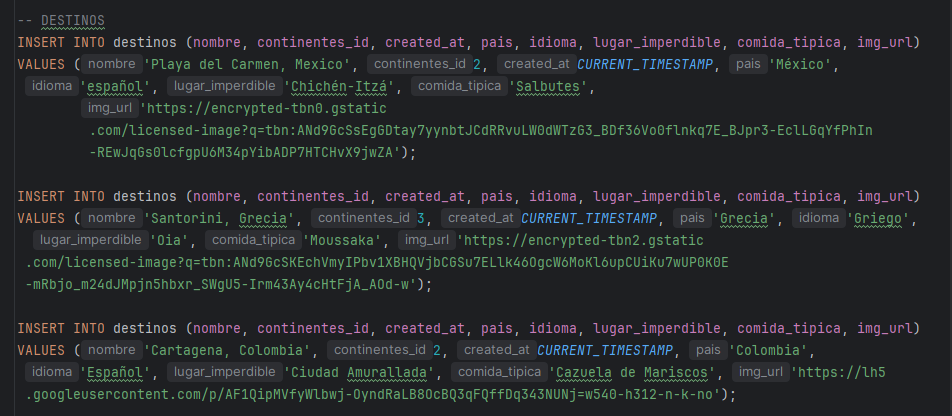 -- DESTINOS
INSERT INTO destinos (nombre, continentes_id, created_at, pais, idioma, lugar_imperdible, comida_tipica, img_url)
VALUES ( nombre 'Playa del Carmen, Mexico', continentes_id 2, created_at CURRENT_TIMESTAMP, pais 'México',
idioma 'español', lugar_imperdible 'Chichén-Itzá', comida_tipica 'Salbutes',
img_url 'https://encrypted-tbn0.gstatic
.com/licensed-image?q=tbn:ANd9GcSsEgGDtay7yynbtJCdRRvuLW0dWTzG3_BDf36Vo0flnkq7E_BJpr3-EclLGqYfPhIn
-REwJqGs0lcfgpU6M34pYibADP7HTCHvX9jwZA');
INSERT INTO destinos (nombre, continentes_id, created_at, pais, idioma, lugar_imperdible, comida_tipica, img_url)
VALUES ( nombre 'Santorini, Grecia', continentes_id 3, created_at CURRENT_TIMESTAMP, pais 'Grecia', idioma 'Griego',
lugar_imperdible 'Oia', comida_tipica 'Moussaka', img_url 'https://encrypted-tbn2.gstatic
.com/licensed-image?q=tbn:ANd9GcSKEchVmyIPbv1XBHQVjbCGSu7ELlk46OgcW6MoKl6upCUiKu7wUP0K0E
-mRbjo_m24dJMpjn5hbxr_SWgU5-Irm43Ay4cHtFjA_AOd-w');
INSERT INTO destinos (nombre, continentes_id, created_at, pais, idioma, lugar_imperdible, comida_tipica, img_url)
VALUES ( nombre 'Cartagena, Colombia', continentes_id 2, created_at CURRENT_TIMESTAMP, pais 'Colombia',
idioma 'Español', lugar_imperdible 'Ciudad Amurallada', comida_tipica 'Cazuela de Mariscos', img_url 'https://lh5
.googleusercontent.com/p/AF1QipMVfyWlbwj-OyndRaLB8OcBQ3qFQffDq343NUNj=w540-h312-n-k-no');